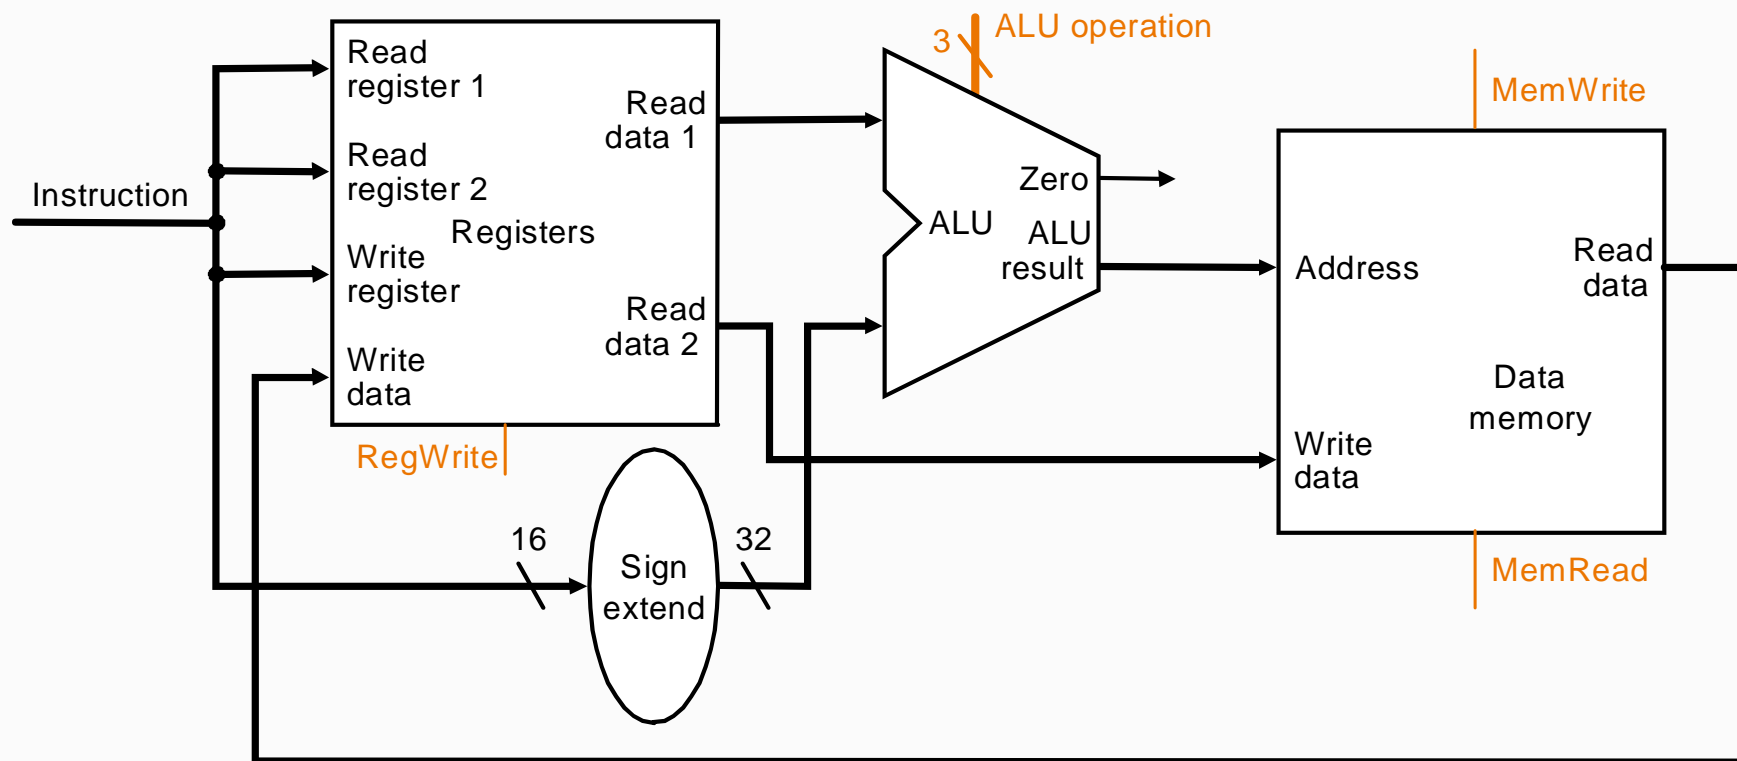 Instruction
Read
register 1
Read
register 2
Registers
Write
register
Write
data
Read
data 1
Read
data 2
RegWrite
16
Sign
extend
32
3
ALU operation
Zero
ALU
ALU
result
MemWrite
Address
Read
data
Data
memory
Write
data
MemRead